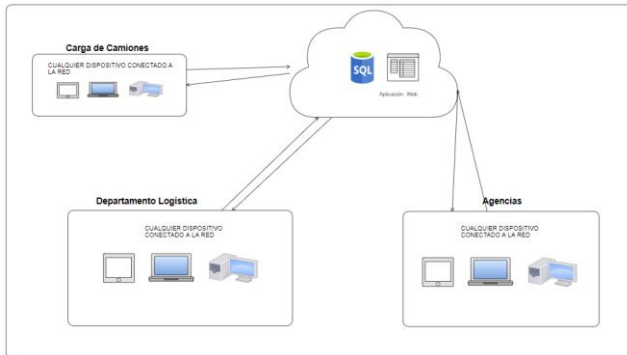 Carga de Camiones
CUALQUIER DISPOSITIVO CONECTADO A
LA RED
SQL
Aplicación Web
Departamento Logística
CUALQUIER DISPOSITIVO
CONECTADO A LA RED
Agencias
CUALQUIER DISPOSITIVO
CONECTADO A LA RED